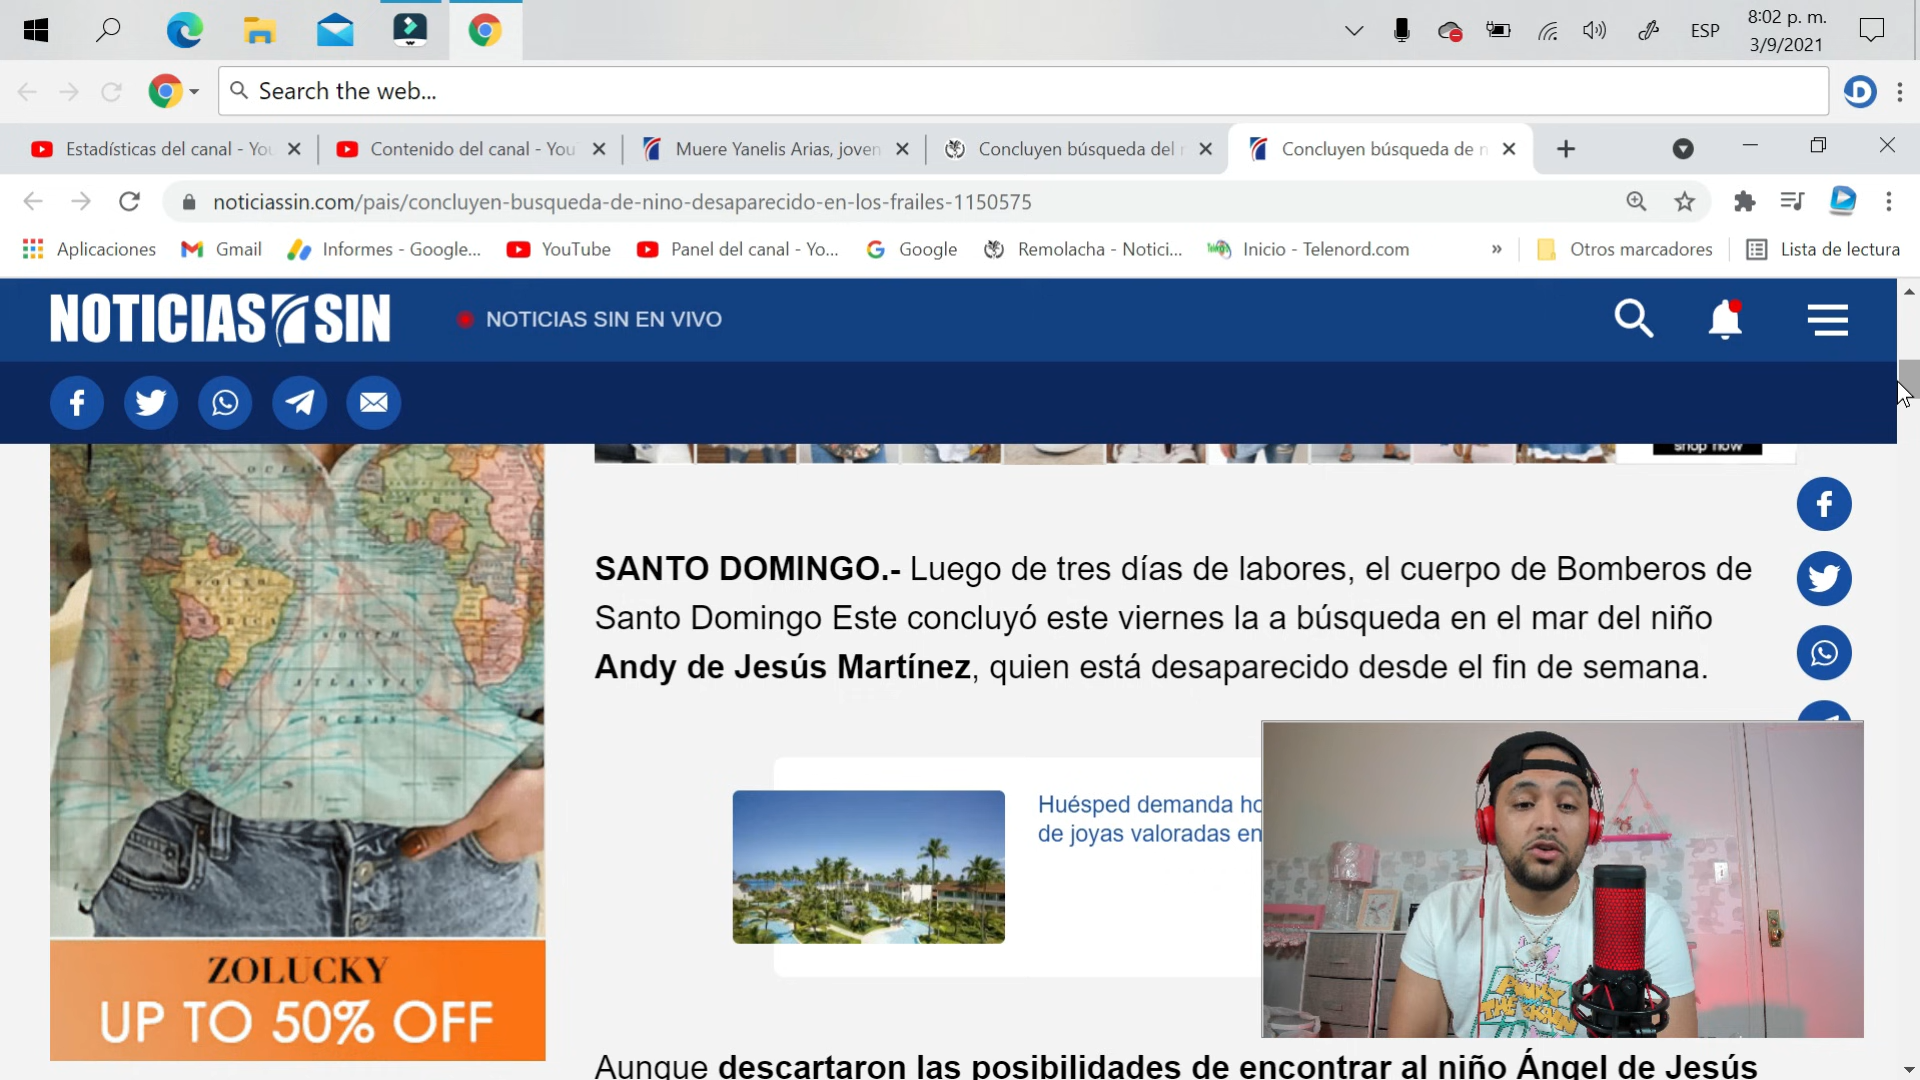 ESP
8:02 p. m.
3/9/2021
Search the web...
Estadísticas del canal - You
Contenido del canal - YouT
Muere Yanelis Arias, joven
Concluyen búsqueda del n
Concluyen búsqueda de n
noticiassin.com/pais/concluyen-busqueda-de-nino-desaparecido-en-los-frailes-1150575
Aplicaciones
Gmail
Informes - Google...
YouTube
Panel del canal - Yo...
Google
Remolacha - Notici...
Inicio - Telenord.com
»
Otros marcadores
Lista de lectura
NOTICIAS SIN
NOTICIAS SIN EN VIVO
shop now
SANTO DOMINGO.- Luego de tres días de labores, el cuerpo de Bomberos de
Santo Domingo Este concluyó este viernes la a búsqueda en el mar del niño
Andy de Jesús Martínez, quien está desaparecido desde el fin de semana.
Huésped demanda ho
de joyas valoradas en
ZOLUCKY
UP TO 50% OFF
PINKY
THE BRAIN
Aunque descartaron las posibilidades de encontrar al niño Ángel de Jesús